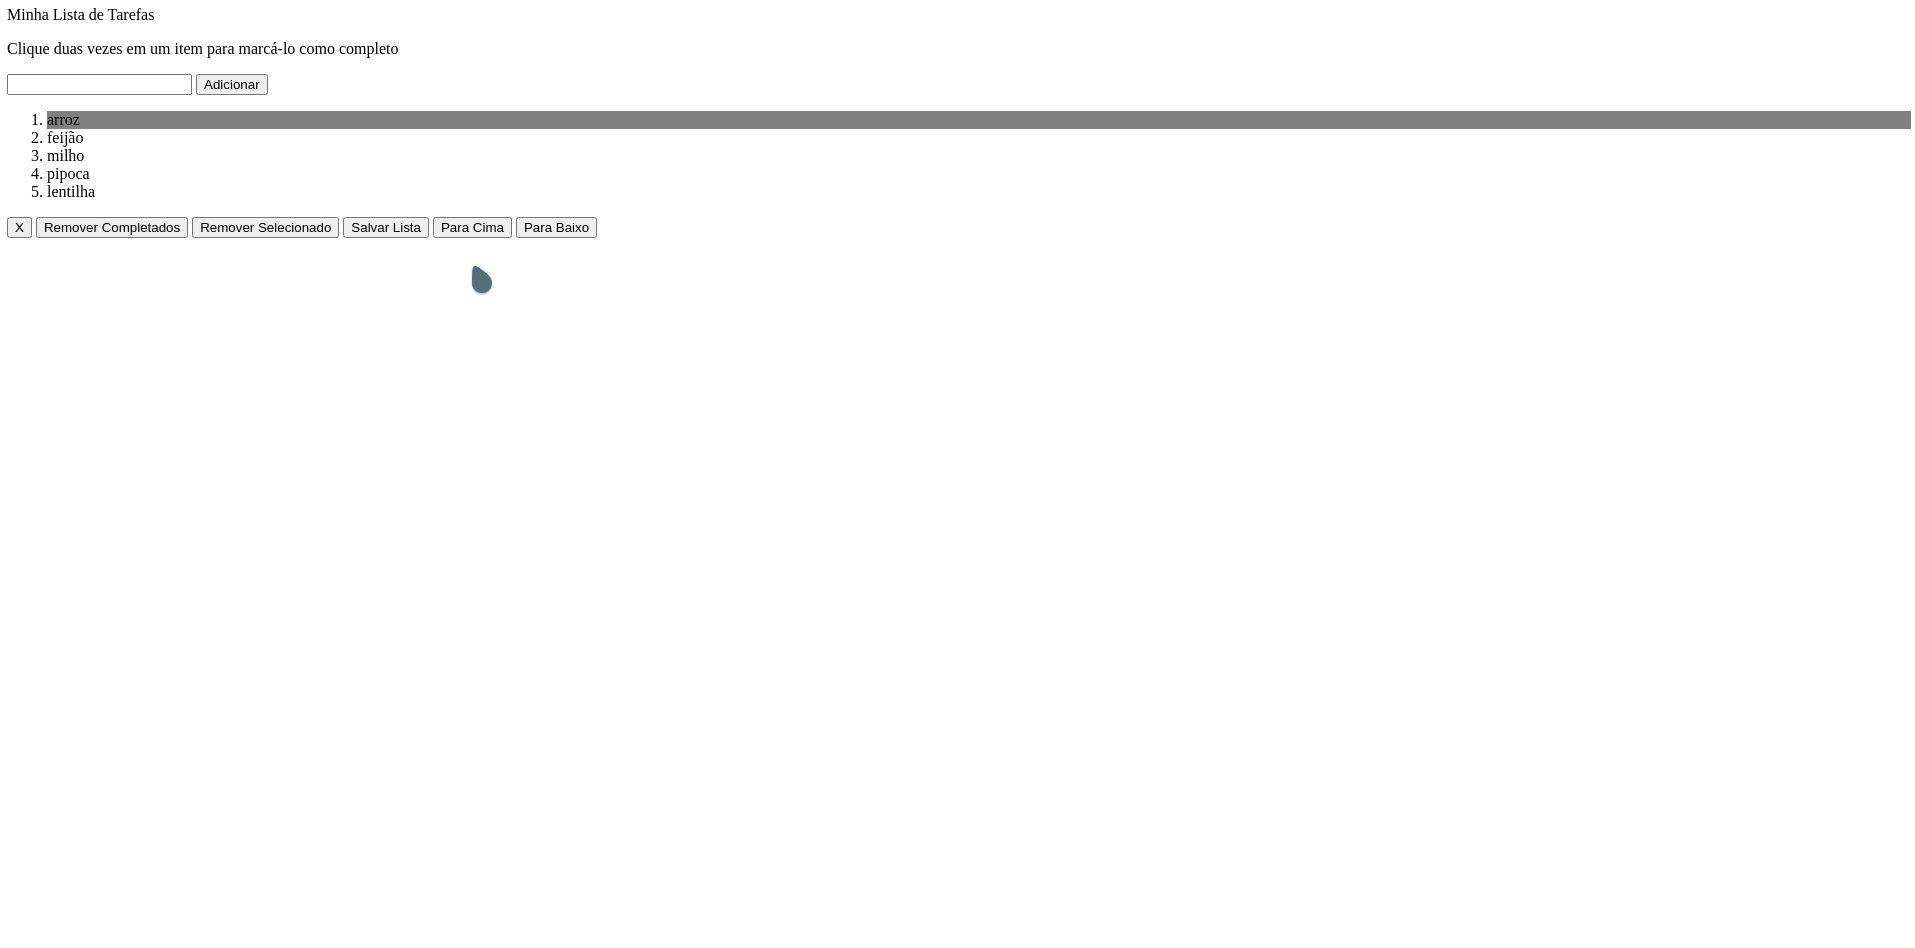 Minha Lista de Tarefas
Clique duas vezes em um item para marcá-lo como completo
Adicionar
1. arroz
2. feijão
3. milho
4. pipoca
5. lentilha
X Remover Completados Remover Selecionado Salvar Lista Para Cima Para Baixo